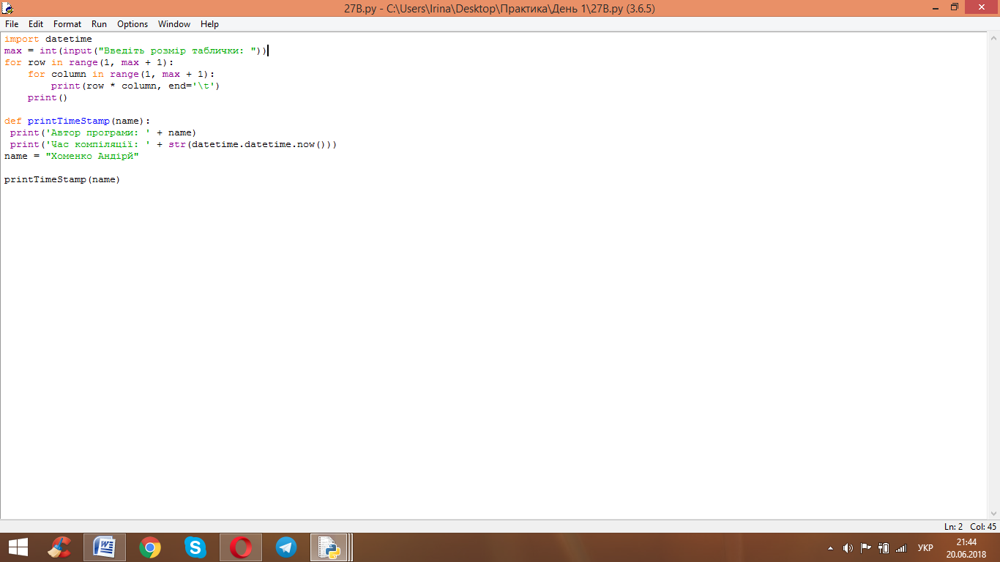 27B.py - C:\Users\Irina\Desktop\Практика\День 1\27B.py (3.6.5)
File Edit Format Run Options Window Help
import datetime
max = int(input("Введіть розмір таблички: "))
for row in range(1, max + 1):
    for column in range(1, max + 1):
        print(row * column, end='\t')
    print()
def printTimeStamp(name):
 print('Автор програми: ' + name)
 print('Час компіляції: ' + str(datetime.datetime.now()))
name = "Хоменко Андірй"
printTimeStamp(name)
Ln: 2 Col: 45
УКР
21:44
20.06.2018